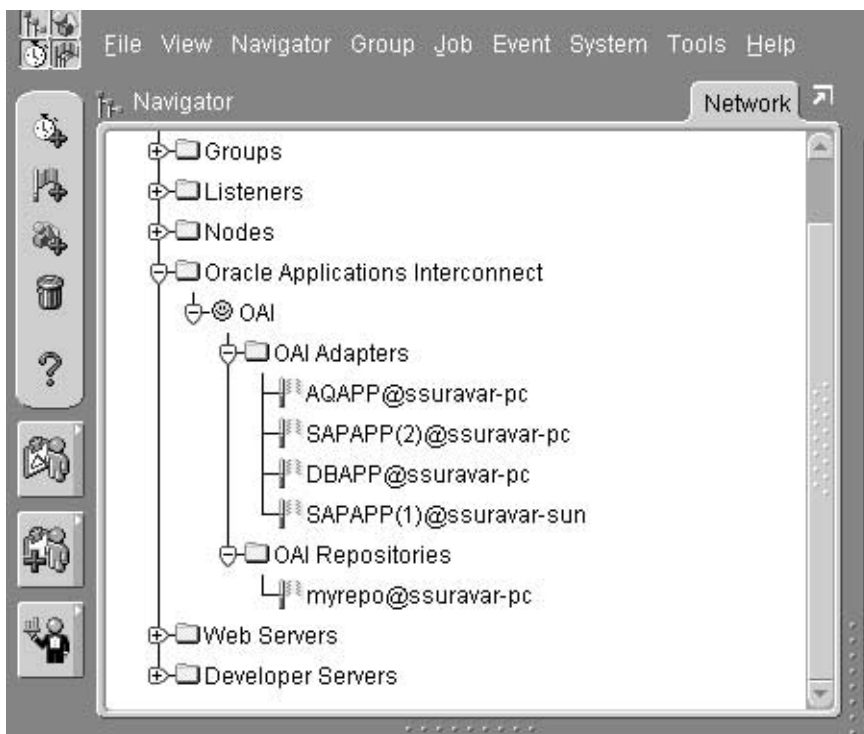 File View Navigator Group Job Event System Tools Help
Navigator
Network
Groups
Listeners
Nodes
Oracle Applications Interconnect
OAI
OAI Adapters
AQAPP@ssuravar-pc
SAPAPP(2)@ssuravar-pc
DBAPP@ssuravar-pc
SAPAPP(1)@ssuravar-sun
OAI Repositories
myrepo@ssuravar-pc
Web Servers
Developer Servers